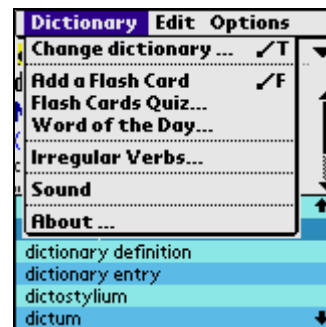 Dictionary Edit Options
Change dictionary ... ✓T
Add a Flash Card ✓F
Flash Cards Quiz...
Word of the Day...
Irregular Verbs...
Sound
About ...
dictionary definition
dictionary entry
dictostylium
dictum